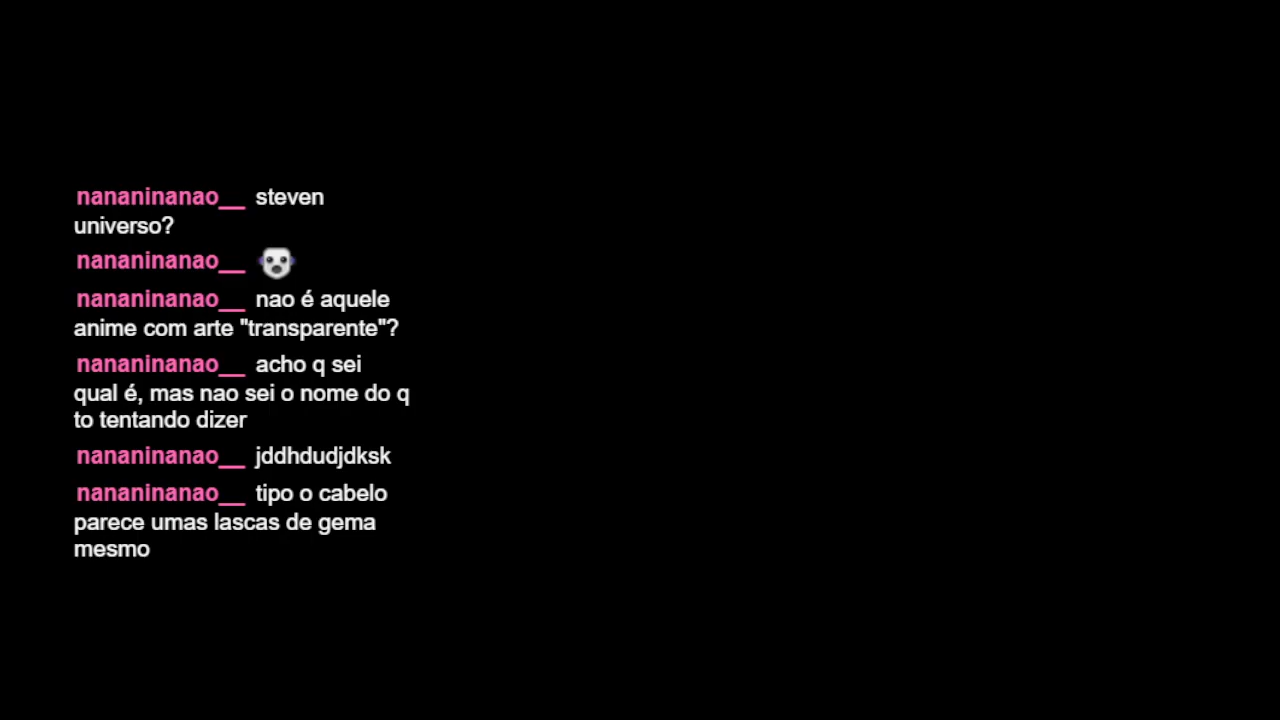 nananinanao__ steven
universo?
nananinanao__
nananinanao__ nao é aquele
anime com arte "transparente"?
nananinanao__ acho q sei
qual é, mas nao sei o nome do q
to tentando dizer
nananinanao__ jddhdudjdksk
nananinanao__ tipo o cabelo
parece umas lascas de gema
mesmo